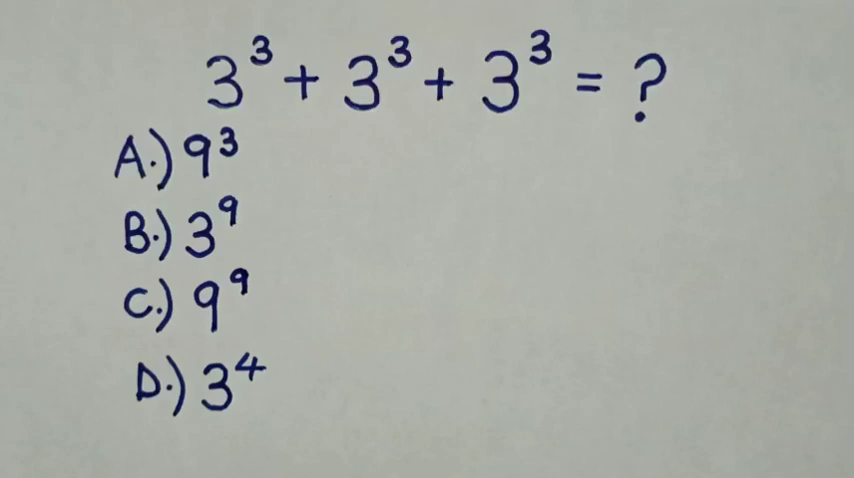 3³ + 3³ + 3³ = ?
A.) 9³
B.) 3⁹
C.) 9⁹
D.) 3⁴